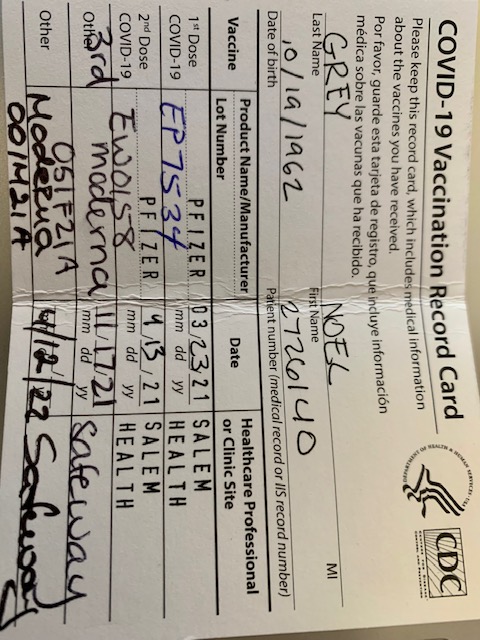 COVID-19 Vaccination Record Card
Please keep this record card, which includes medical information
about the vaccines you have received.
Por favor, guarde esta tarjeta de registro, que incluye información
médica sobre las vacunas que ha recibido.
DEPARTMENT OF HEALTH & HUMAN SERVICES USA
CDC
GREY NOEL
Last Name First Name MI
10/19/1962 2726140
Date of birth Patient number (medical record or IIS record number)
Vaccine Product Name/Manufacturer Date Healthcare Professional
Lot Number or Clinic Site
1st Dose PFIZER 03 23 21 SALEM
COVID-19 EP7534 mm dd yy HEALTH
2nd Dose PFIZER 4 13 21 SALEM
COVID-19 EW0158 mm dd yy HEALTH
3rd moderna 11/17/21 Safeway
Other 051F21A mm dd yy
Other Moderna 4/12/22 Safeway
001M21A